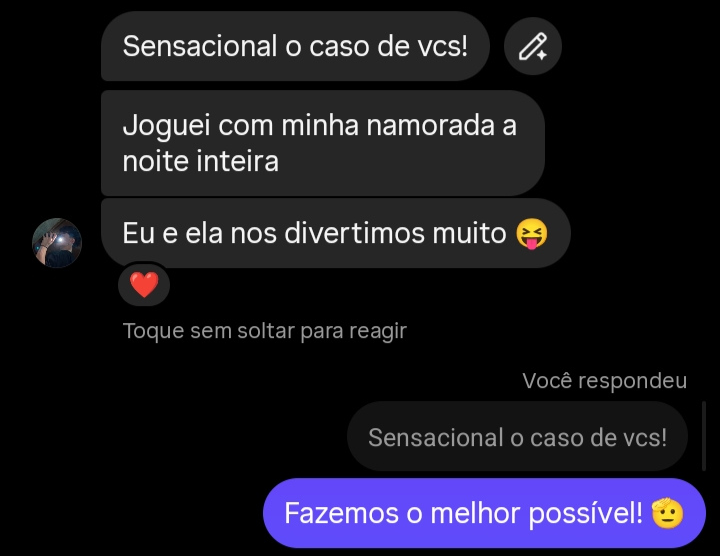 Sensacional o caso de vcs!
Joguei com minha namorada a
noite inteira
Eu e ela nos divertimos muito 😝
❤️
Toque sem soltar para reagir
Você respondeu
Sensacional o caso de vcs!
Fazemos o melhor possível! 🫡